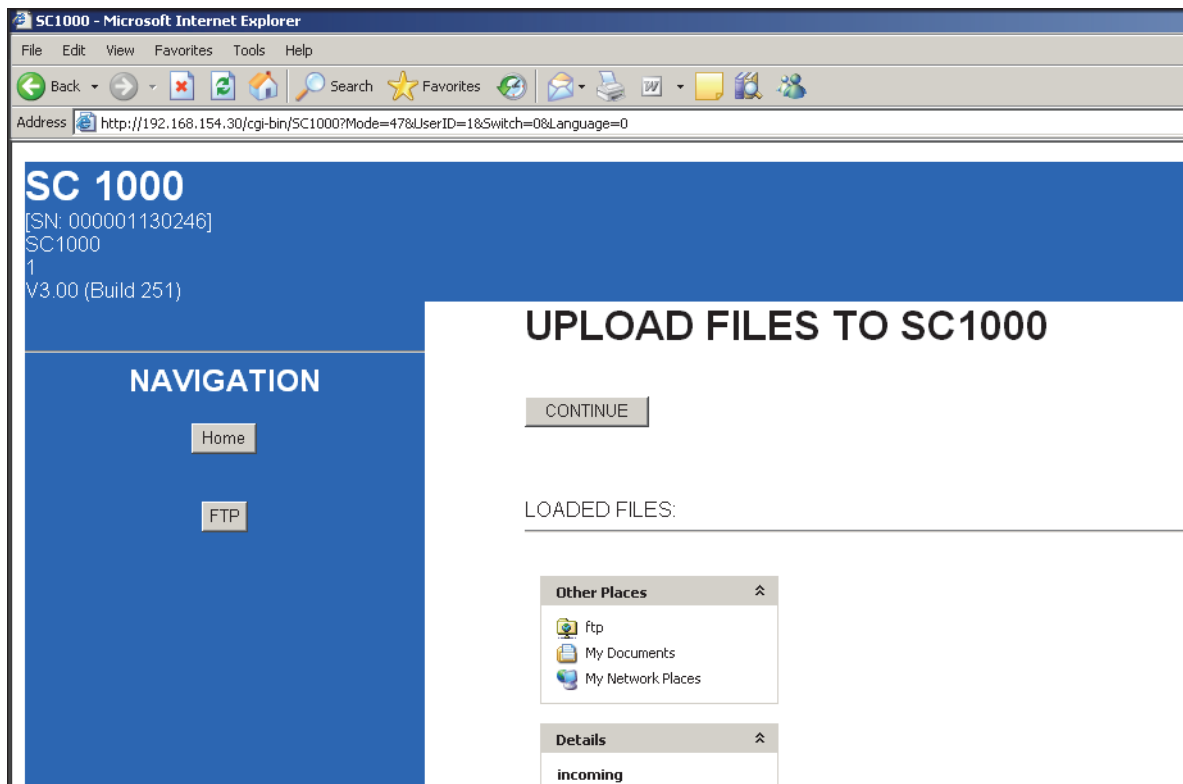 SC1000 - Microsoft Internet Explorer
File Edit View Favorites Tools Help
Back Search Favorites
Address http://192.168.154.30/cgi-bin/SC1000?Mode=47&UserID=1&Switch=0&Language=0
SC 1000
[SN: 000001130246]
SC1000
1
V3.00 (Build 251)
UPLOAD FILES TO SC1000
NAVIGATION
CONTINUE
Home
LOADED FILES:
FTP
Other Places
ftp
My Documents
My Network Places
Details
incoming